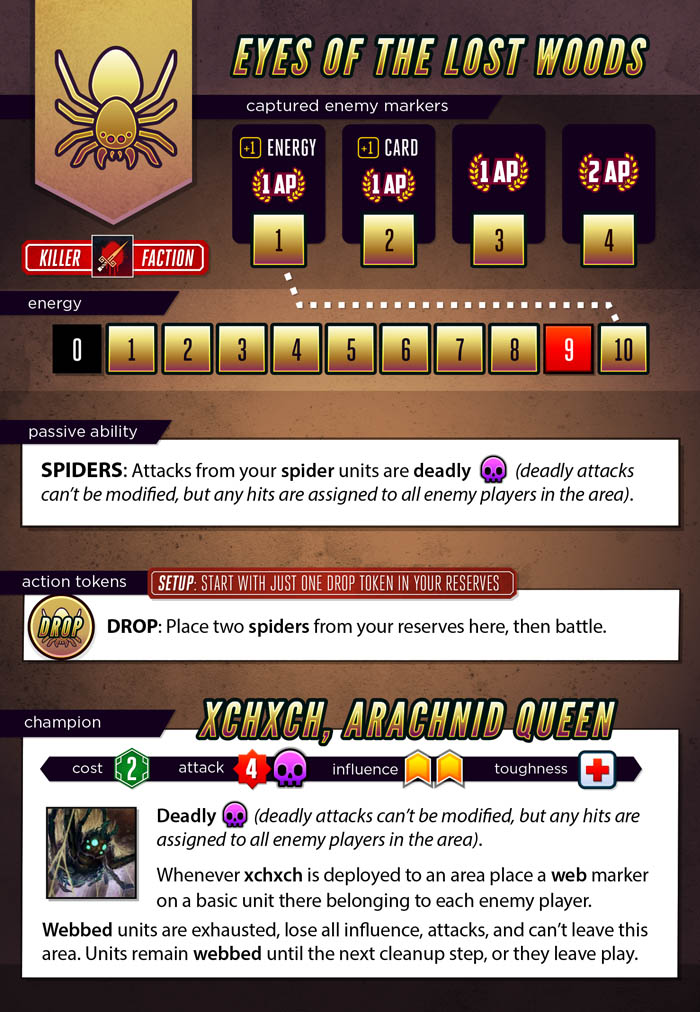 EYES OF THE LOST WOODS
captured enemy markers
+1 ENERGY
1 AP
1
+1 CARD
1 AP
2
1 AP
3
2 AP
4
KILLER FACTION
energy
0 1 2 3 4 5 6 7 8 9 10
passive ability
SPIDERS: Attacks from your spider units are deadly (deadly attacks
can't be modified, but any hits are assigned to all enemy players in the area).
action tokens
SETUP: START WITH JUST ONE DROP TOKEN IN YOUR RESERVES
DROP
DROP: Place two spiders from your reserves here, then battle.
champion
XCHXCH, ARACHNID QUEEN
cost 2 attack 4 influence toughness
Deadly (deadly attacks can't be modified, but any hits are
assigned to all enemy players in the area).
Whenever xchxch is deployed to an area place a web marker
on a basic unit there belonging to each enemy player.
Webbed units are exhausted, lose all influence, attacks, and can't leave this
area. Units remain webbed until the next cleanup step, or they leave play.